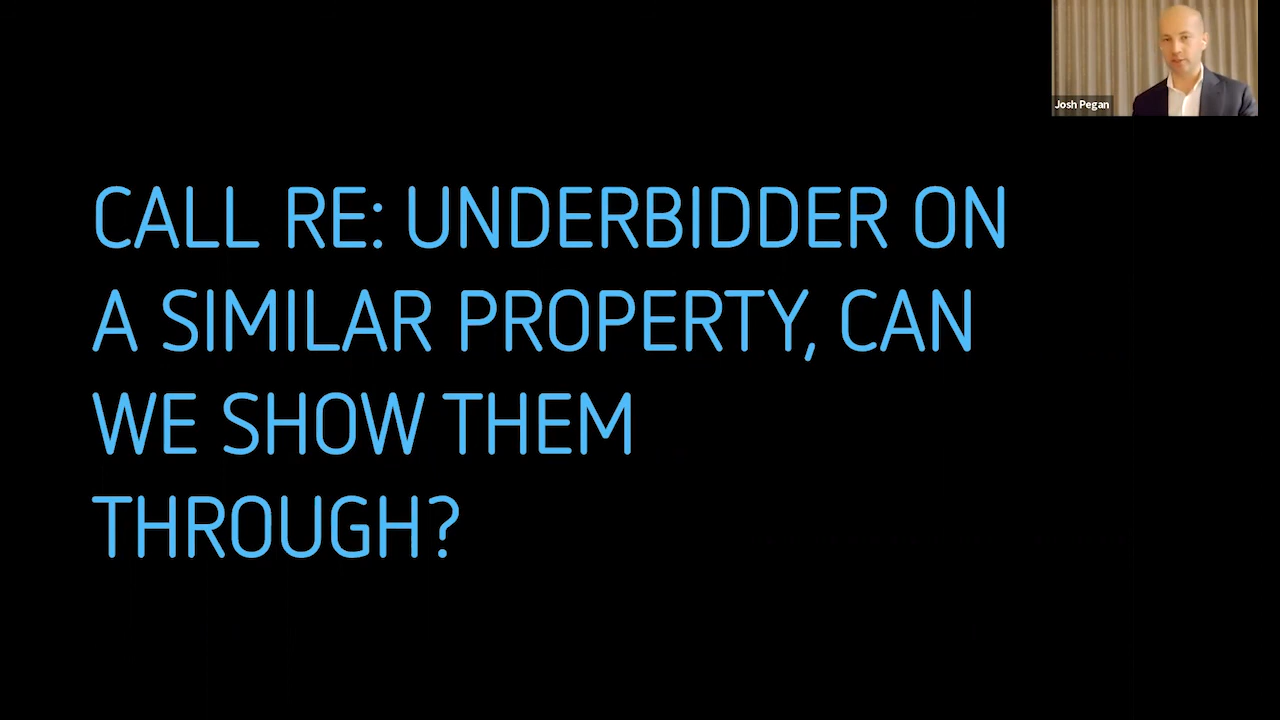 Josh Pegan
CALL RE: UNDERBIDDER ON
A SIMILAR PROPERTY, CAN
WE SHOW THEM
THROUGH?